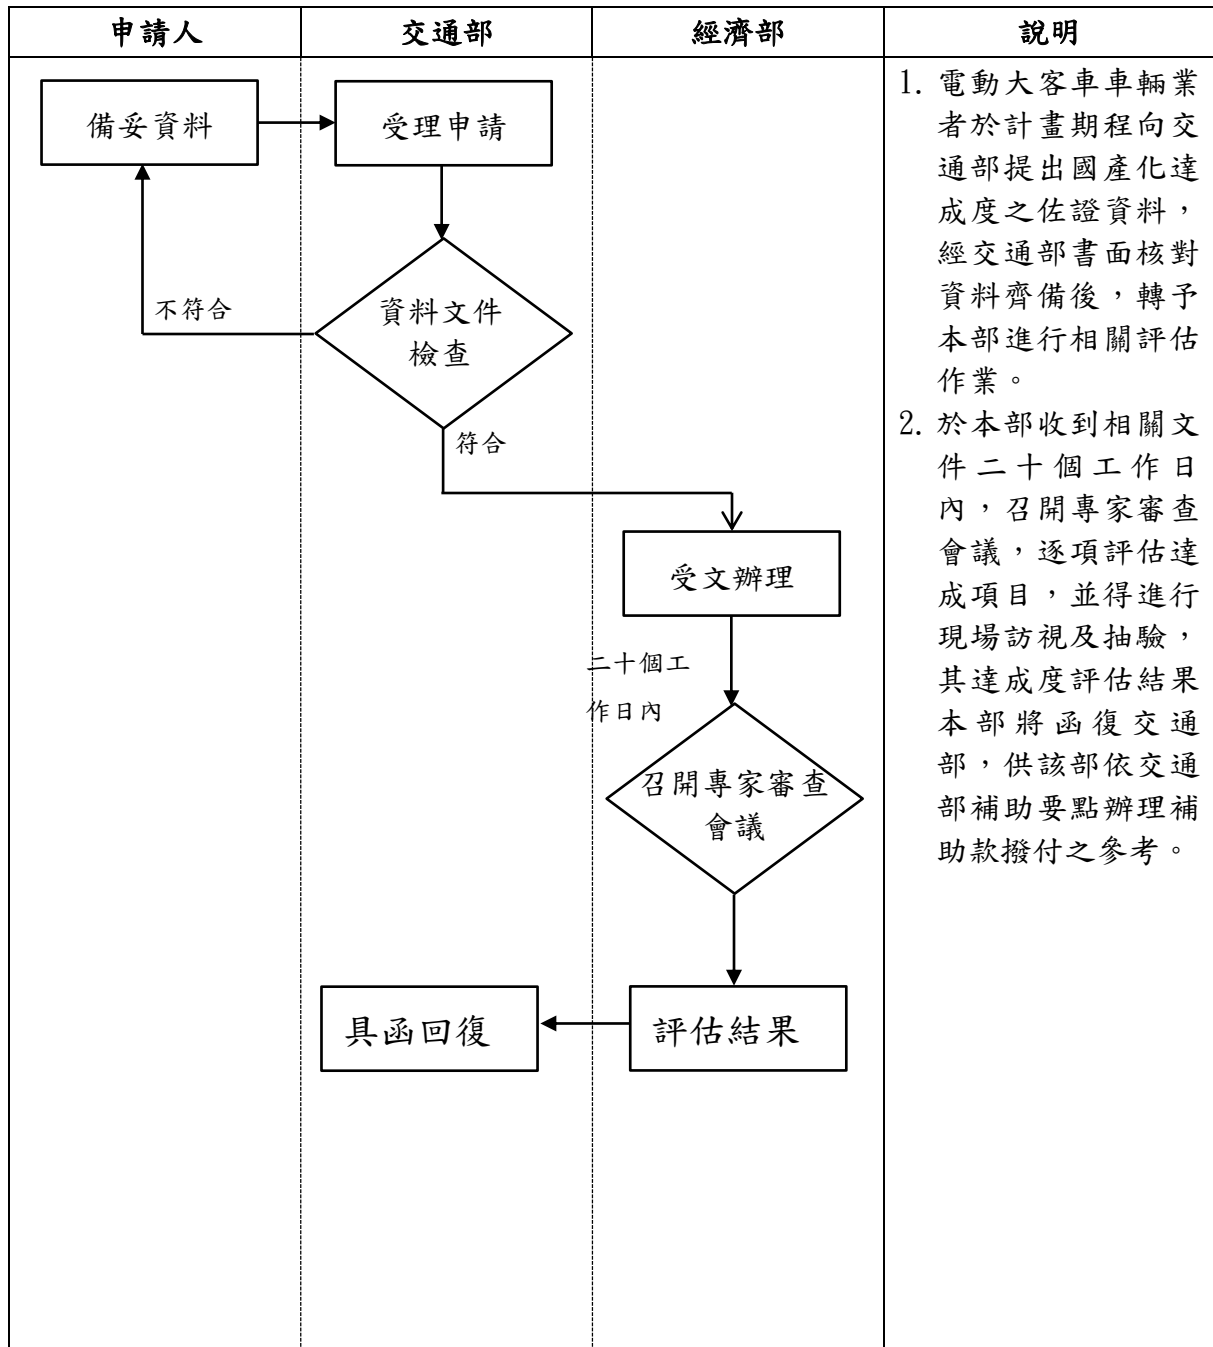 申請人
交通部
經濟部
說明
備妥資料
受理申請
不符合
資料文件
檢查
符合
受文辦理
二十個工
作日內
召開專家審查
會議
具函回復
評估結果
1. 電動大客車車輛業
者於計畫期程向交
通部提出國產化達
成度之佐證資料，
經交通部書面核對
資料齊備後，轉予
本部進行相關評估
作業。
2. 於本部收到相關文
件二十個工作日
內，召開專家審查
會議，逐項評估達
成項目，並得進行
現場訪視及抽驗，
其達成度評估結果
本部將函復交通
部，供該部依交通
部補助要點辦理補
助款撥付之參考。